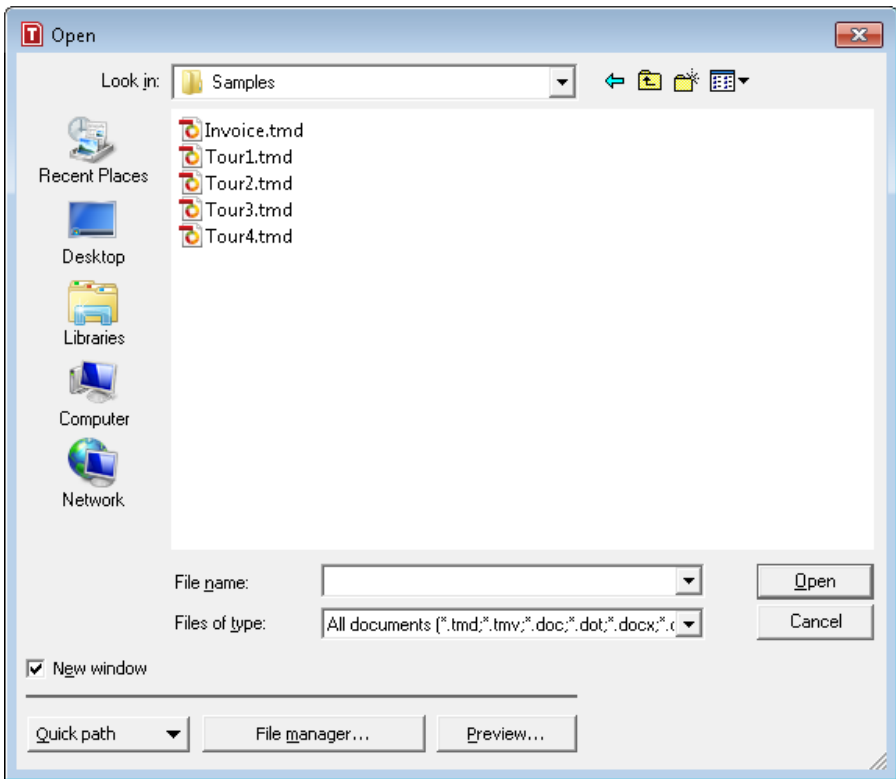 Open
Look in: Samples
Recent Places
Desktop
Libraries
Computer
Network
Invoice.tmd
Tour1.tmd
Tour2.tmd
Tour3.tmd
Tour4.tmd
File name:
Open
Files of type: All documents (*.tmd;*.tmv;*.doc;*.dot;*.docx;*.
Cancel
New window
Quick path File manager... Preview...